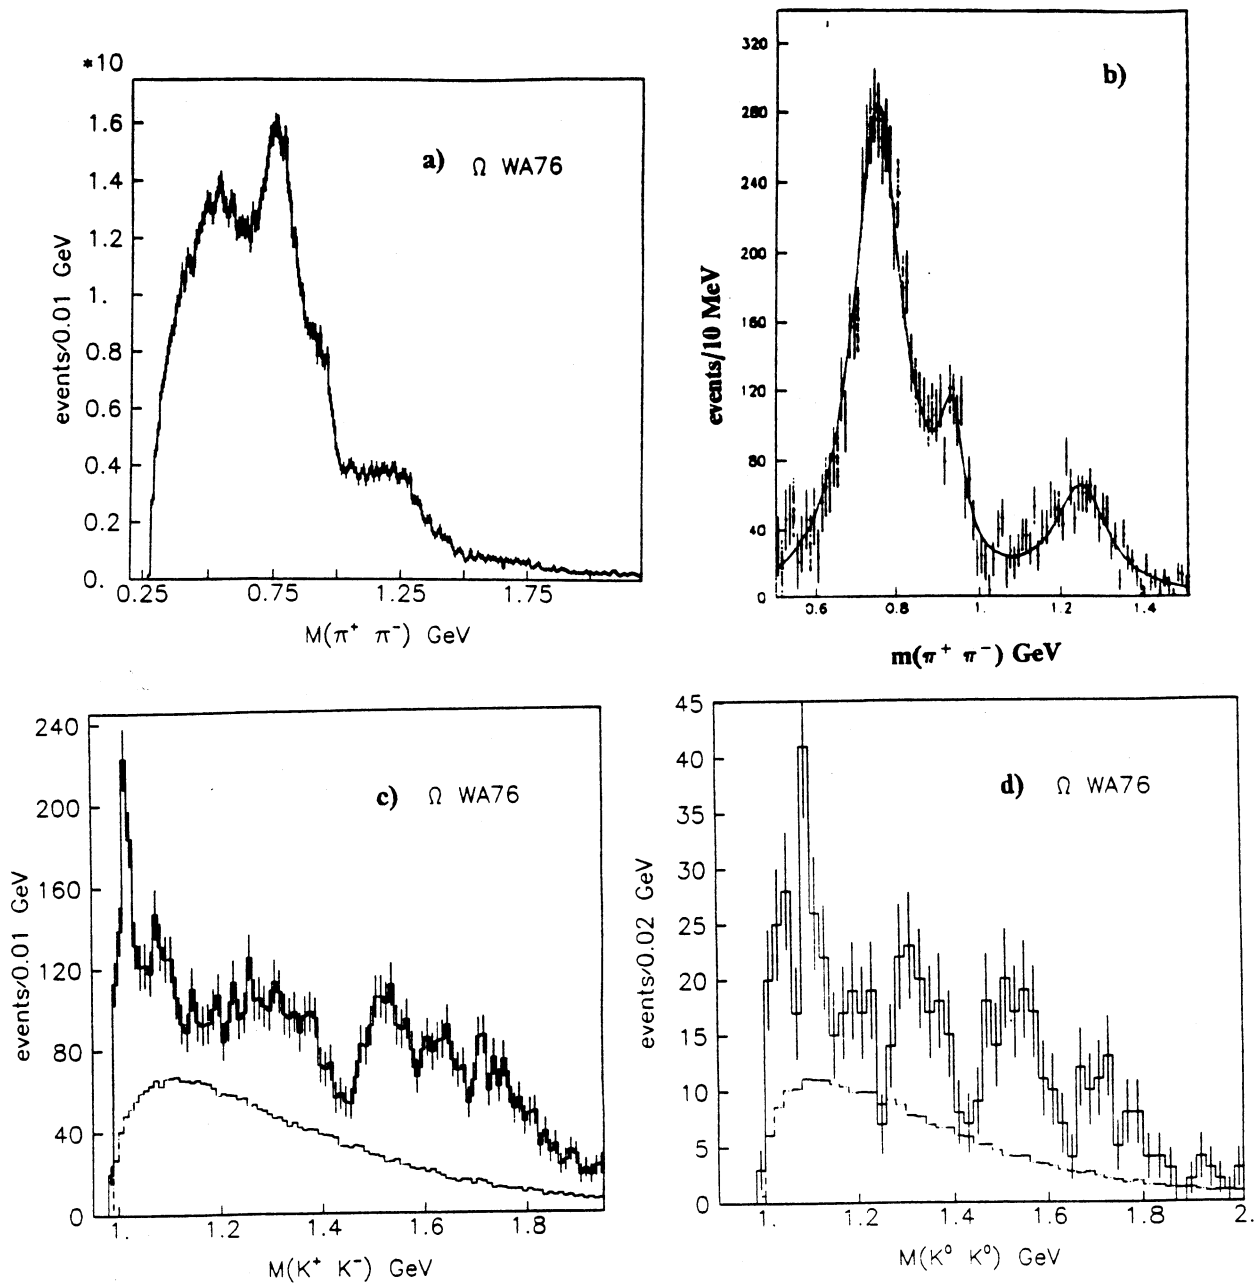 *10
a) Ω WA76
events/0.01 GeV
1.6
1.4
1.2
1.
0.8
0.6
0.4
0.2
0.
0.25 0.75 1.25 1.75
M(π+ π−) GeV
b)
events/10 MeV
320
280
240
200
160
120
80
40
0
0.6 0.8 1. 1.2 1.4
m(π+ π−) GeV
c) Ω WA76
events/0.01 GeV
240
200
160
120
80
40
0
1. 1.2 1.4 1.6 1.8
M(K+ K−) GeV
d) Ω WA76
events/0.02 GeV
45
40
35
30
25
20
15
10
5
0
1. 1.2 1.4 1.6 1.8 2.
M(K0 K0) GeV